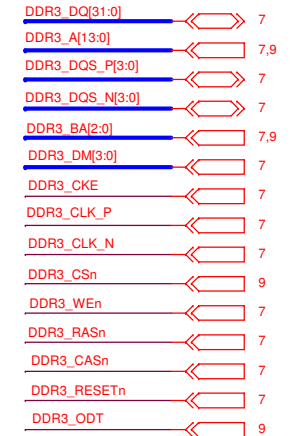 DDR3_DQ[31:0] 7
DDR3_A[13:0] 7,9
DDR3_DQS_P[3:0] 7
DDR3_DQS_N[3:0] 7
DDR3_BA[2:0] 7,9
DDR3_DM[3:0] 7
DDR3_CKE 7
DDR3_CLK_P 7
DDR3_CLK_N 7
DDR3_CSn 9
DDR3_WEn 7
DDR3_RASn 7
DDR3_CASn 7
DDR3_RESETn 7
DDR3_ODT 9